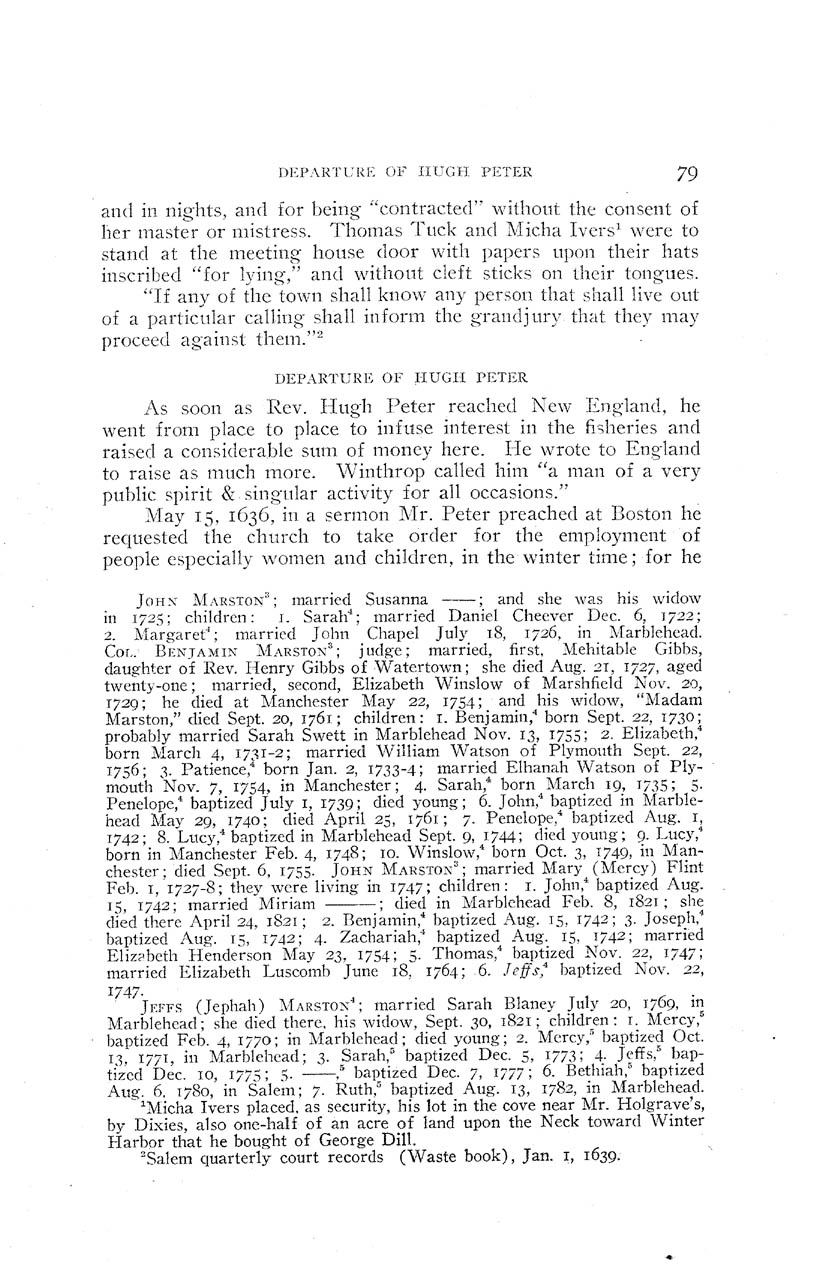 DEPARTURE OF HUGH PETER 79
and in nights, and for being “contracted” without the consent of
her master or mistress. Thomas Tuck and Micha Ivers¹ were to
stand at the meeting house door with papers upon their hats
inscribed “for lying,” and without cleft sticks on their tongues.
“If any of the town shall know any person that shall live out
of a particular calling shall inform the grandjury that they may
proceed against them.”²
DEPARTURE OF HUGH PETER
As soon as Rev. Hugh Peter reached New England, he
went from place to place to infuse interest in the fisheries and
raised a considerable sum of money here. He wrote to England
to raise as much more. Winthrop called him “a man of a very
public spirit & singular activity for all occasions.”
May 15, 1636, in a sermon Mr. Peter preached at Boston he
requested the church to take order for the employment of
people especially women and children, in the winter time; for he
JOHN MARSTON³; married Susanna ——; and she was his widow
in 1725; children: 1. Sarah⁴; married Daniel Cheever Dec. 6, 1722;
2. Margaret⁴; married John Chapel July 18, 1726, in Marblehead.
COL. BENJAMIN MARSTON³; judge; married, first, Mehitable Gibbs,
daughter of Rev. Henry Gibbs of Watertown; she died Aug. 21, 1727, aged
twenty-one; married, second, Elizabeth Winslow of Marshfield Nov. 20,
1729; he died at Manchester May 22, 1754; and his widow, “Madam
Marston,” died Sept. 20, 1761; children: 1. Benjamin,⁴ born Sept. 22, 1730;
probably married Sarah Swett in Marblehead Nov. 13, 1755; 2. Elizabeth,⁴
born March 4, 1731-2; married William Watson of Plymouth Sept. 22,
1756; 3. Patience,⁴ born Jan. 2, 1733-4; married Elhanah Watson of Ply-
mouth Nov. 7, 1754, in Manchester; 4. Sarah,⁴ born March 19, 1735; 5.
Penelope,⁴ baptized July 1, 1739; died young; 6. John,⁴ baptized in Marble-
head May 29, 1740; died April 25, 1761; 7. Penelope,⁴ baptized Aug. 1,
1742; 8. Lucy,⁴ baptized in Marblehead Sept. 9, 1744; died young; 9. Lucy,⁴
born in Manchester Feb. 4, 1748; 10. Winslow,⁴ born Oct. 3, 1749, in Man-
chester; died Sept. 6, 1755. JOHN MARSTON³; married Mary (Mercy) Flint
Feb. 1, 1727-8; they were living in 1747; children: 1. John,⁴ baptized Aug.
15, 1742; married Miriam ———; died in Marblehead Feb. 8, 1821; she
died there April 24, 1821; 2. Benjamin,⁴ baptized Aug. 15, 1742; 3. Joseph,⁴
baptized Aug. 15, 1742; 4. Zachariah,⁴ baptized Aug. 15, 1742; married
Elizabeth Henderson May 23, 1754; 5. Thomas,⁴ baptized Nov. 22, 1747;
married Elizabeth Luscomb June 18, 1764; 6. Jeffs,⁴ baptized Nov. 22,
1747.
JEFFS (Jephah) MARSTON⁴; married Sarah Blaney July 20, 1769, in
Marblehead; she died there, his widow, Sept. 30, 1821; children: 1. Mercy,⁵
baptized Feb. 4, 1770; in Marblehead; died young; 2. Mercy,⁵ baptized Oct.
13, 1771, in Marblehead; 3. Sarah,⁵ baptized Dec. 5, 1773; 4. Jeffs,⁵ bap-
tized Dec. 10, 1775; 5. ——,⁵ baptized Dec. 7, 1777; 6. Bethiah,⁵ baptized
Aug. 6, 1780, in Salem; 7. Ruth,⁵ baptized Aug. 13, 1782, in Marblehead.
¹Micha Ivers placed, as security, his lot in the cove near Mr. Holgrave’s,
by Dixies, also one-half of an acre of land upon the Neck toward Winter
Harbor that he bought of George Dill.
²Salem quarterly court records (Waste book), Jan. 1, 1639.